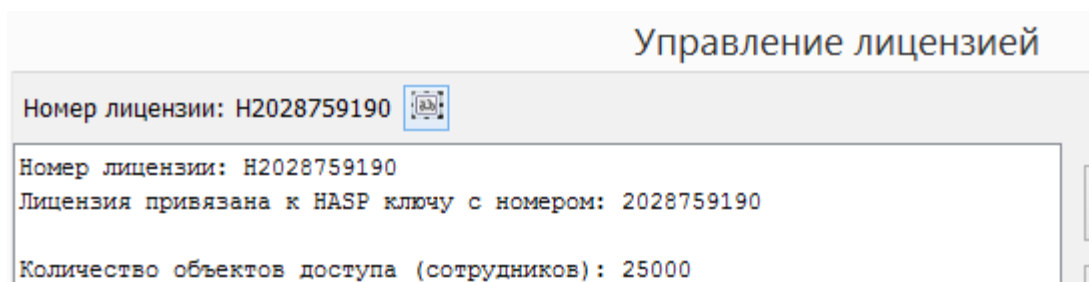 Управление лицензией
Номер лицензии: H2028759190
Номер лицензии: H2028759190
Лицензия привязана к HASP ключу с номером: 2028759190
Количество объектов доступа (сотрудников): 25000